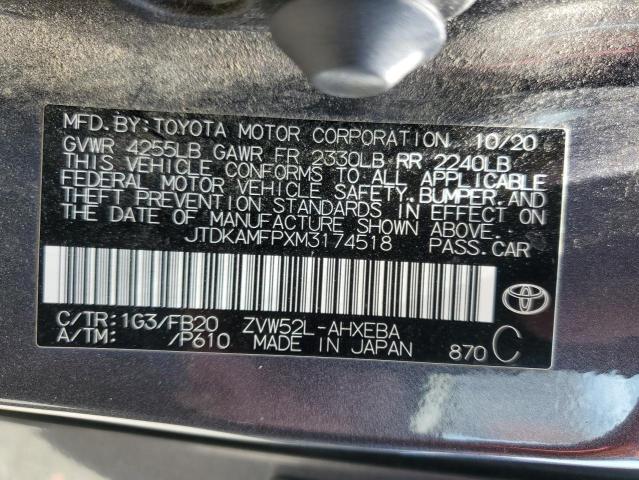 MFD. BY: TOYOTA MOTOR CORPORATION 10/20
GVWR 4255LB GAWR FR 2330LB RR 2240LB
THIS VEHICLE CONFORMS TO ALL APPLICABLE
FEDERAL MOTOR VEHICLE SAFETY, BUMPER, AND
THEFT PREVENTION STANDARDS IN EFFECT ON
THE DATE OF MANUFACTURE SHOWN ABOVE.
JTDKAMFPXM3174518 PASS. CAR
C/TR: 1G3/FB20 ZVW52L-AHXEBA
A/TM: /P610 MADE IN JAPAN 870 C